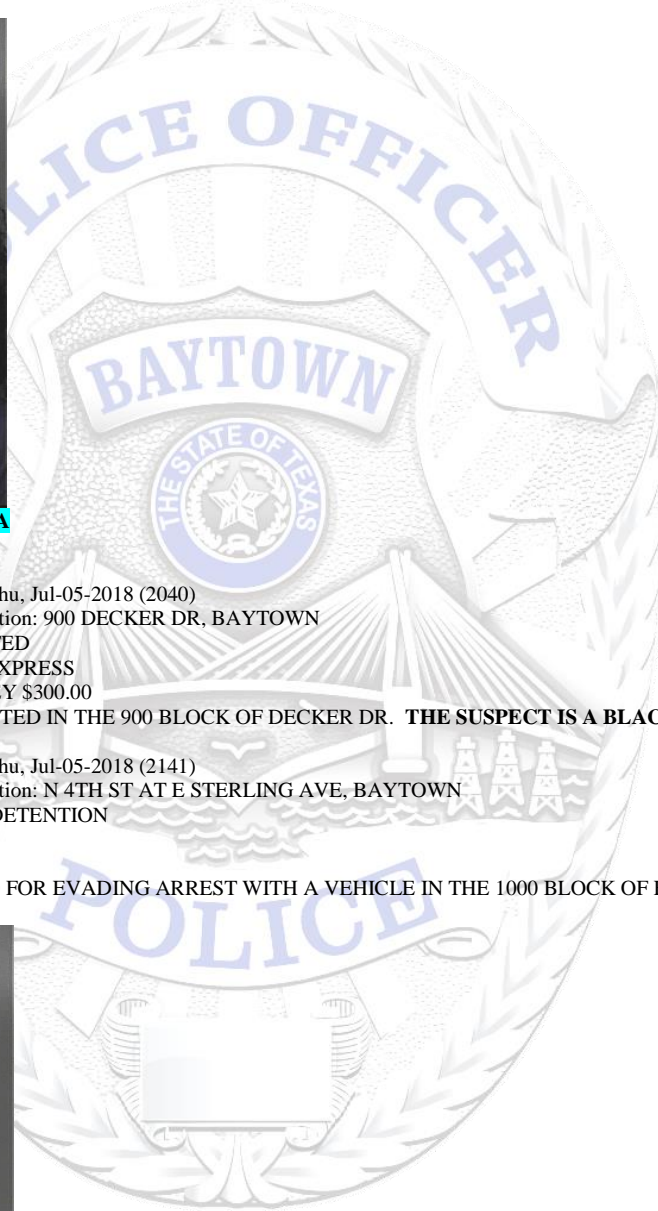 POLICE OFFICER
BAYTOWN
THE STATE OF TEXAS
A
hu, Jul-05-2018 (2040)
tion: 900 DECKER DR, BAYTOWN
TED
XPRESS
Y $300.00
TED IN THE 900 BLOCK OF DECKER DR. THE SUSPECT IS A BLAC
hu, Jul-05-2018 (2141)
tion: N 4TH ST AT E STERLING AVE, BAYTOWN
DETENTION
FOR EVADING ARREST WITH A VEHICLE IN THE 1000 BLOCK OF
POLICE